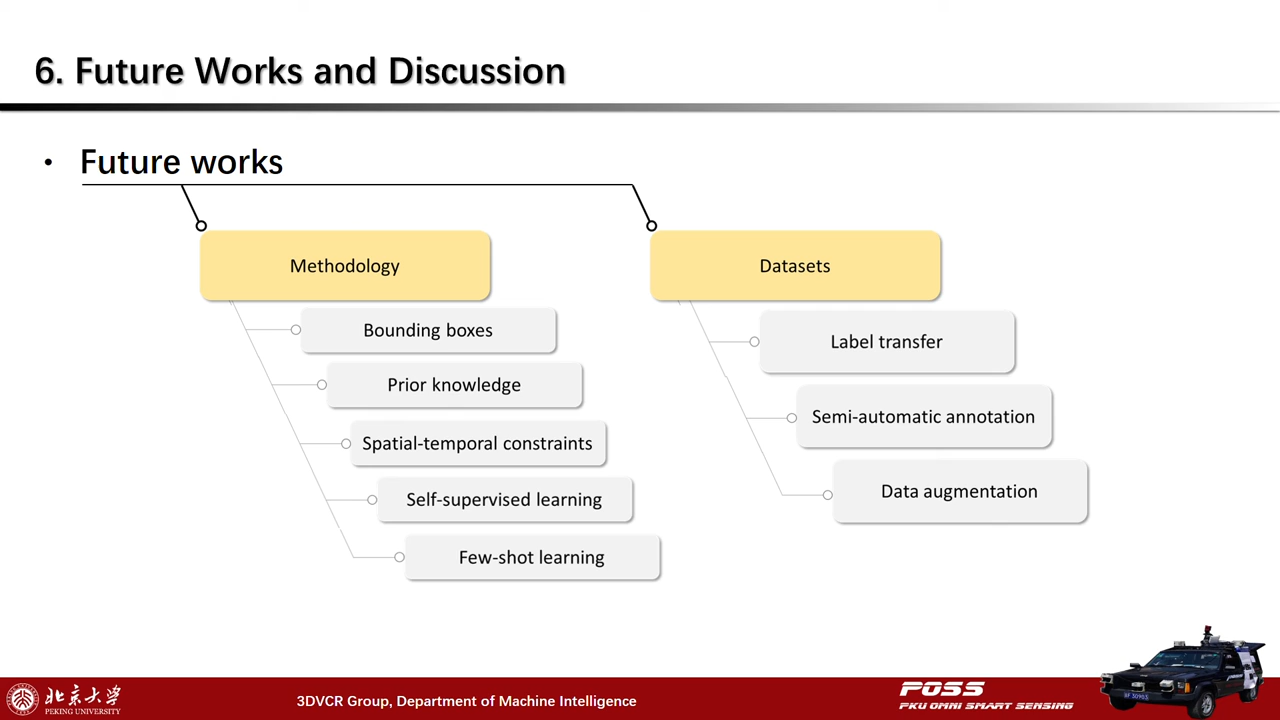 6. Future Works and Discussion
• Future works
Methodology
Bounding boxes
Prior knowledge
Spatial-temporal constraints
Self-supervised learning
Few-shot learning
Datasets
Label transfer
Semi-automatic annotation
Data augmentation
北京大学
PEKING UNIVERSITY
3DVCR Group, Department of Machine Intelligence
POSS
PKU OMNI SMART SENSING